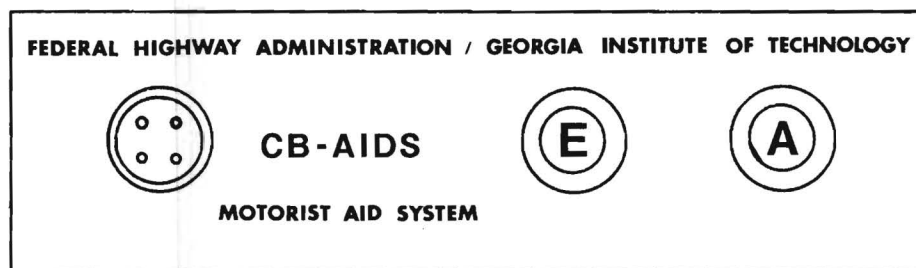 FEDERAL HIGHWAY ADMINISTRATION / GEORGIA INSTITUTE OF TECHNOLOGY
CB-AIDS E A
MOTORIST AID SYSTEM